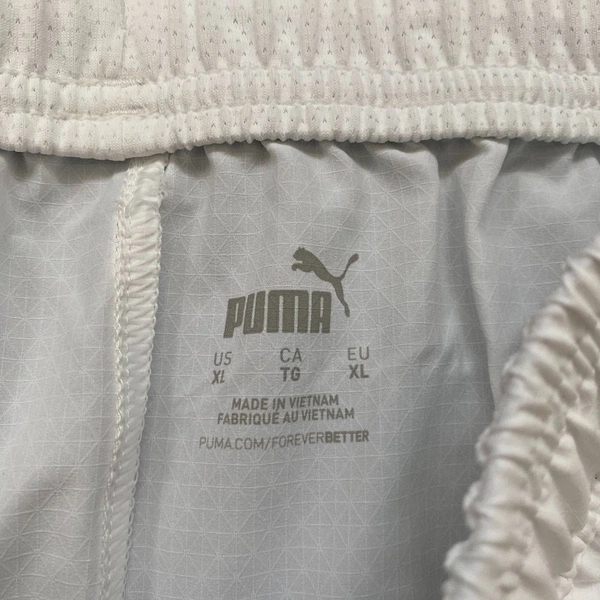 PUMA
US CA EU
XL TG XL
MADE IN VIETNAM
FABRIQUÉ AU VIETNAM
PUMA.COM/FOREVERBETTER